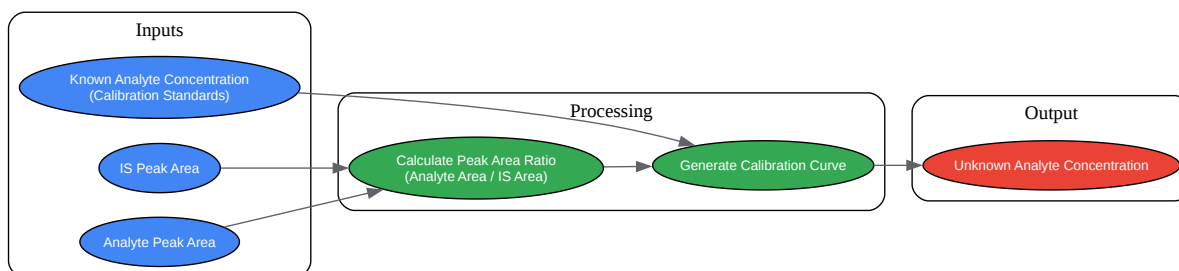 Inputs
Known Analyte Concentration
(Calibration Standards)
IS Peak Area
Analyte Peak Area
Processing
Calculate Peak Area Ratio
(Analyte Area / IS Area)
Generate Calibration Curve
Output
Unknown Analyte Concentration